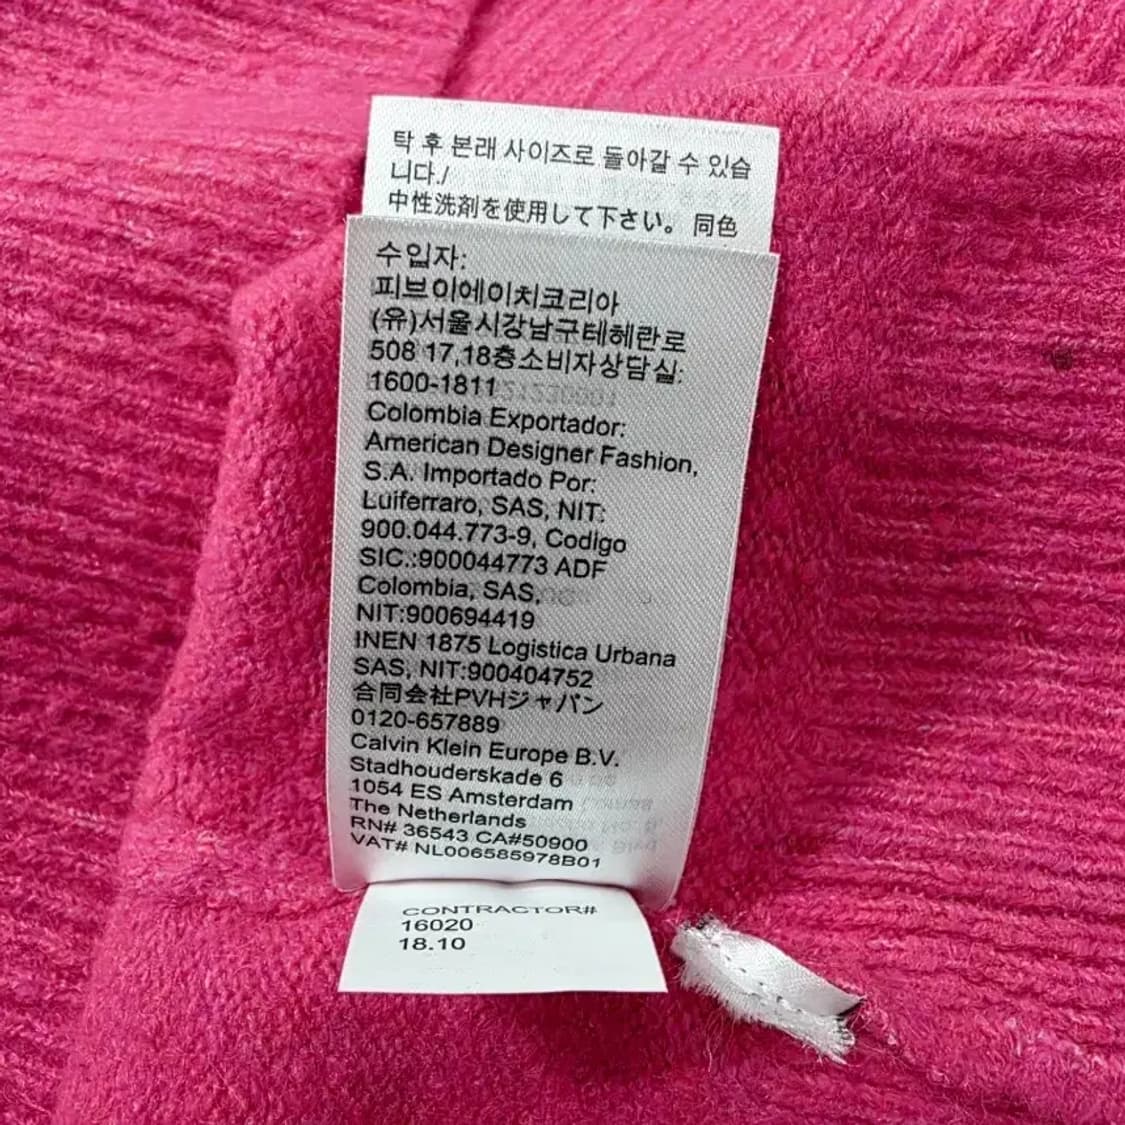 탁 후 본래 사이즈로 돌아갈 수 있습
니다./
中性洗剤を使用して下さい。 同色
수입자:
피브이에이치코리아
(유)서울시강남구테헤란로
508 17,18층소비자상담실:
1600-1811
Colombia Exportador:
American Designer Fashion,
S.A. Importado Por:
Luiferraro, SAS, NIT:
900.044.773-9, Codigo
SIC.:900044773 ADF
Colombia, SAS,
NIT:900694419
INEN 1875 Logistica Urbana
SAS, NIT:900404752
合同会社PVHジャパン
0120-657889
Calvin Klein Europe B.V.
Stadhouderskade 6
1054 ES Amsterdam
The Netherlands
RN# 36543 CA#50900
VAT# NL006585978B01
CONTRACTOR#
16020
18.10